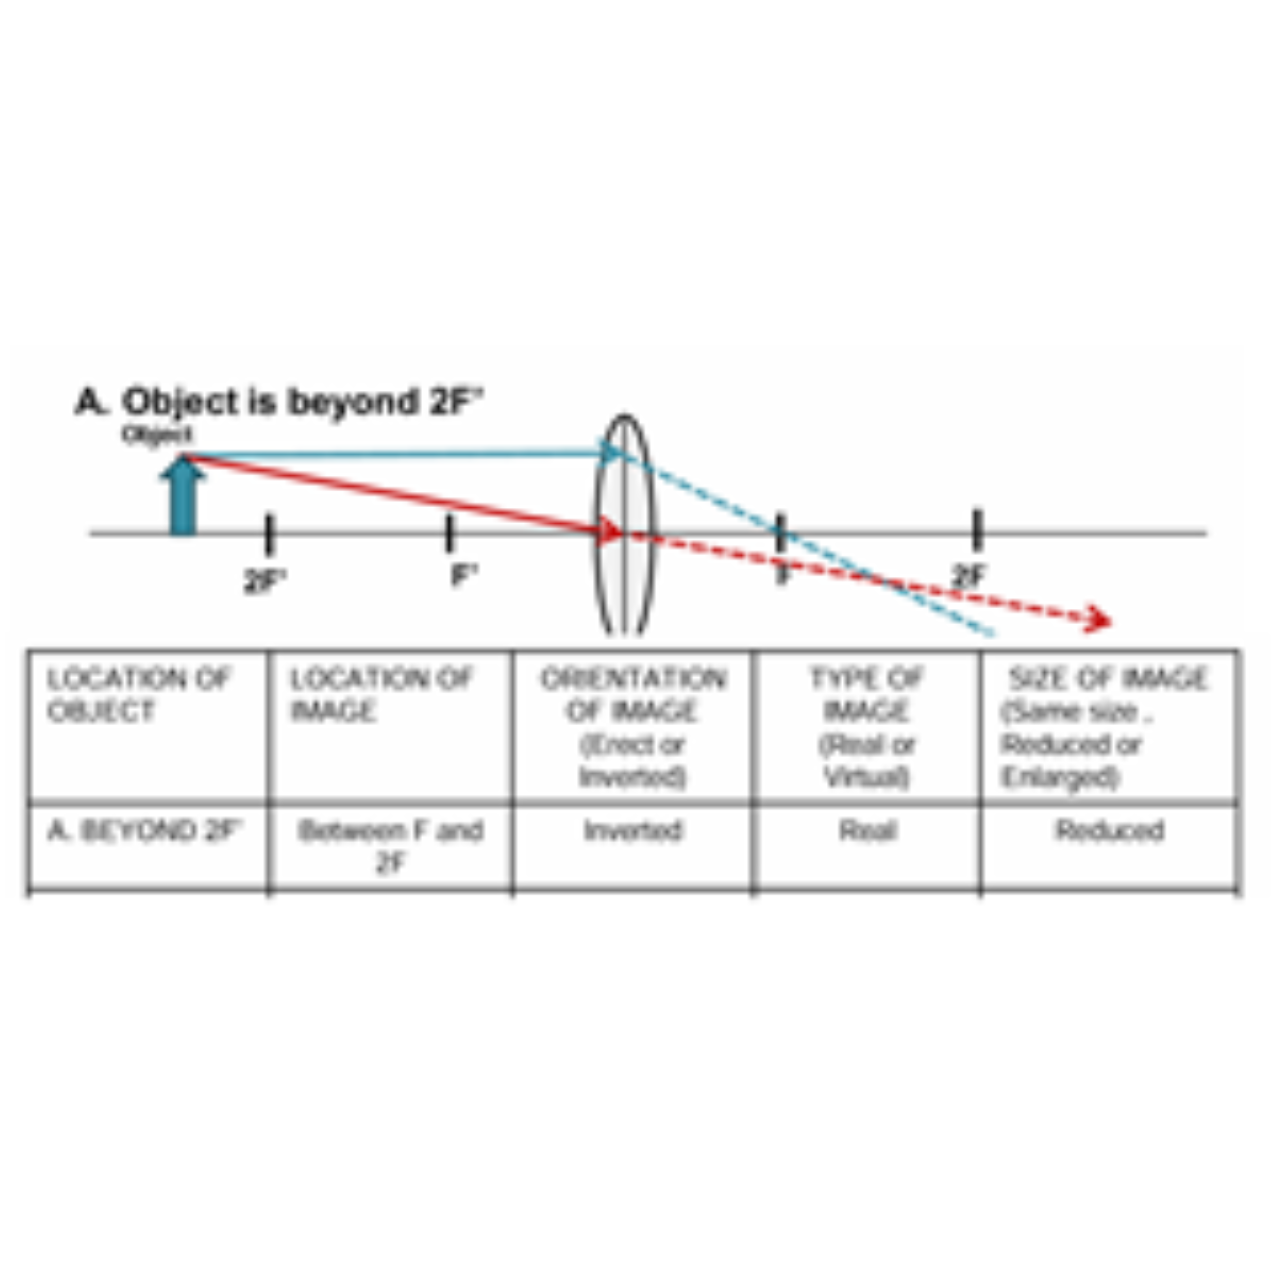 A. Object is beyond 2F'
Object
2F'
F'
F
2F
LOCATION OF
OBJECT
LOCATION OF
IMAGE
ORIENTATION
OF IMAGE
(Erect or
Inverted)
TYPE OF
IMAGE
(Real or
Virtual)
SIZE OF IMAGE
(Same size ,
Reduced or
Enlarged)
A. BEYOND 2F'
Between F and
2F
Inverted
Real
Reduced